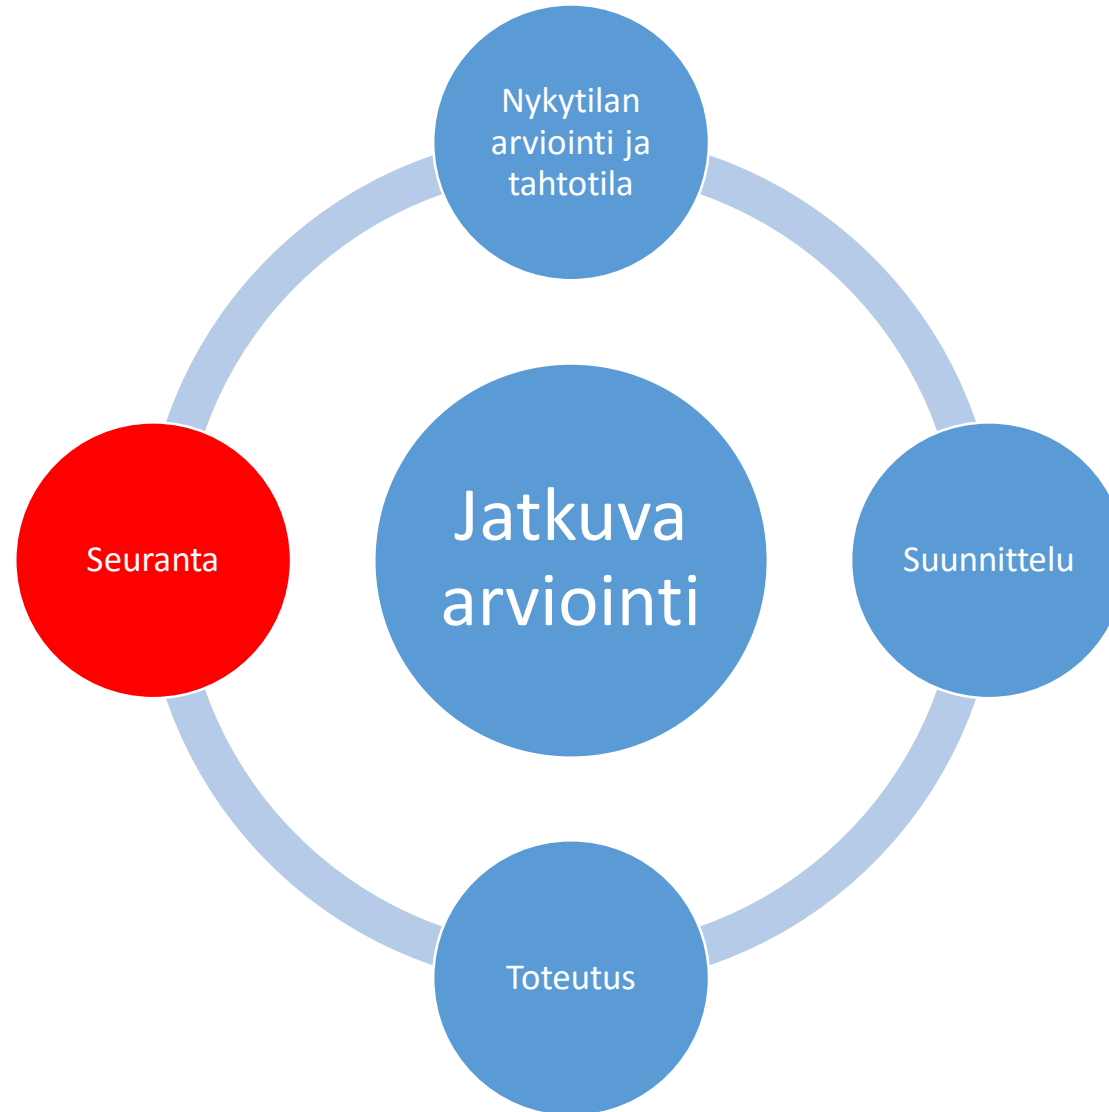 Nykytilan
arviointi ja
tahtotila
Seuranta
Jatkuva
arviointi
Suunnittelu
Toteutus